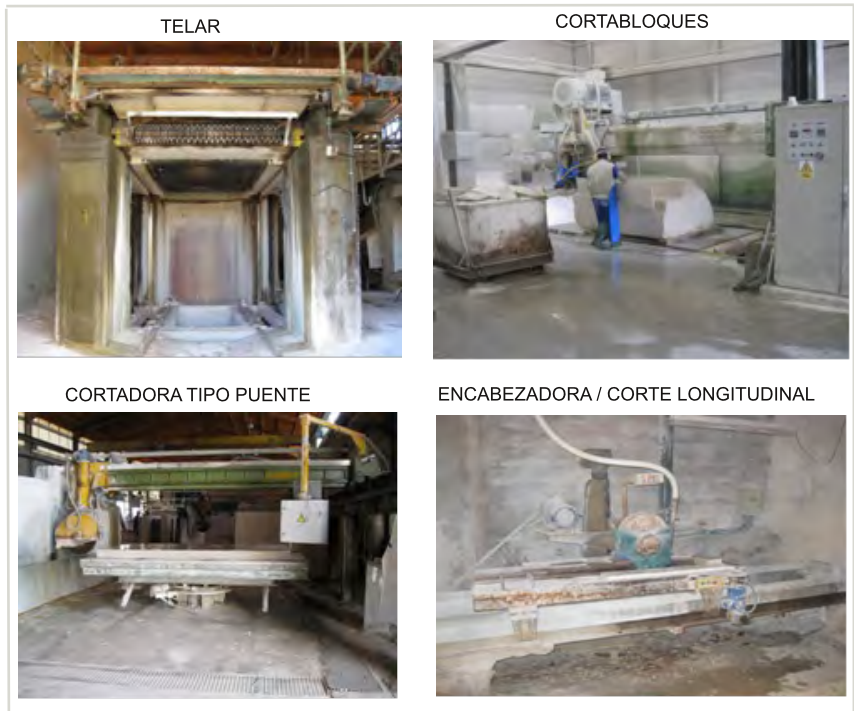 TELAR
CORTABLOQUES
CORTADORA TIPO PUENTE
ENCABEZADORA / CORTE LONGITUDINAL